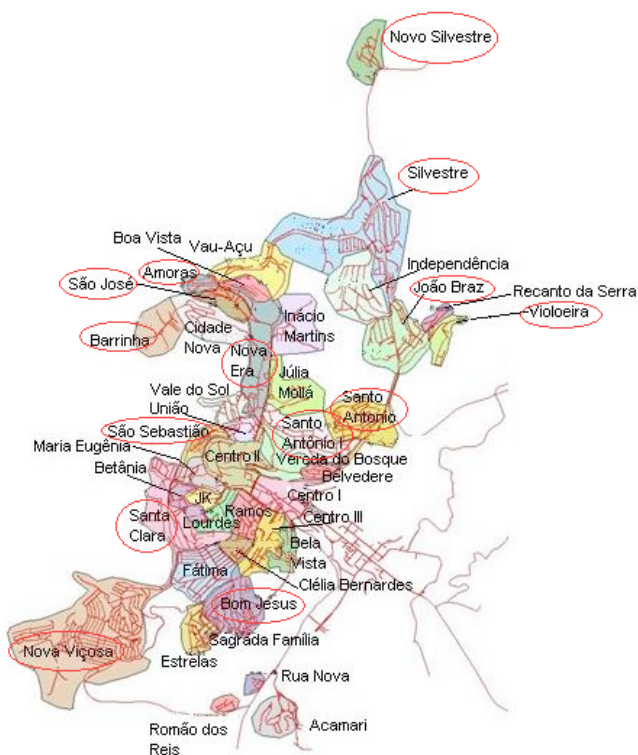 Novo Silvestre
Silvestre
Vau-Açu
Boa Vista
Independência
Amoras
São José
João Braz
Recanto da Serra
Violoeira
Barrinha
Cidade
Nova
Inácio
Martins
Nova
Era
Júlia
Mollá
Vale do Sol
União
Santo
Antonio
São Sebastião
Santo
Antônio I
Maria Eugênia
Centro II
Vereda do Bosque
Belvedere
Betânia
JK
Centro I
Santa
Clara
Lourdes
Ramos
Centro III
Bela
Vista
Fátima
Clélia Bernardes
Bom Jesus
Nova Viçosa
Sagrada Família
Estrelas
Rua Nova
Romão dos
Reis
Acamari